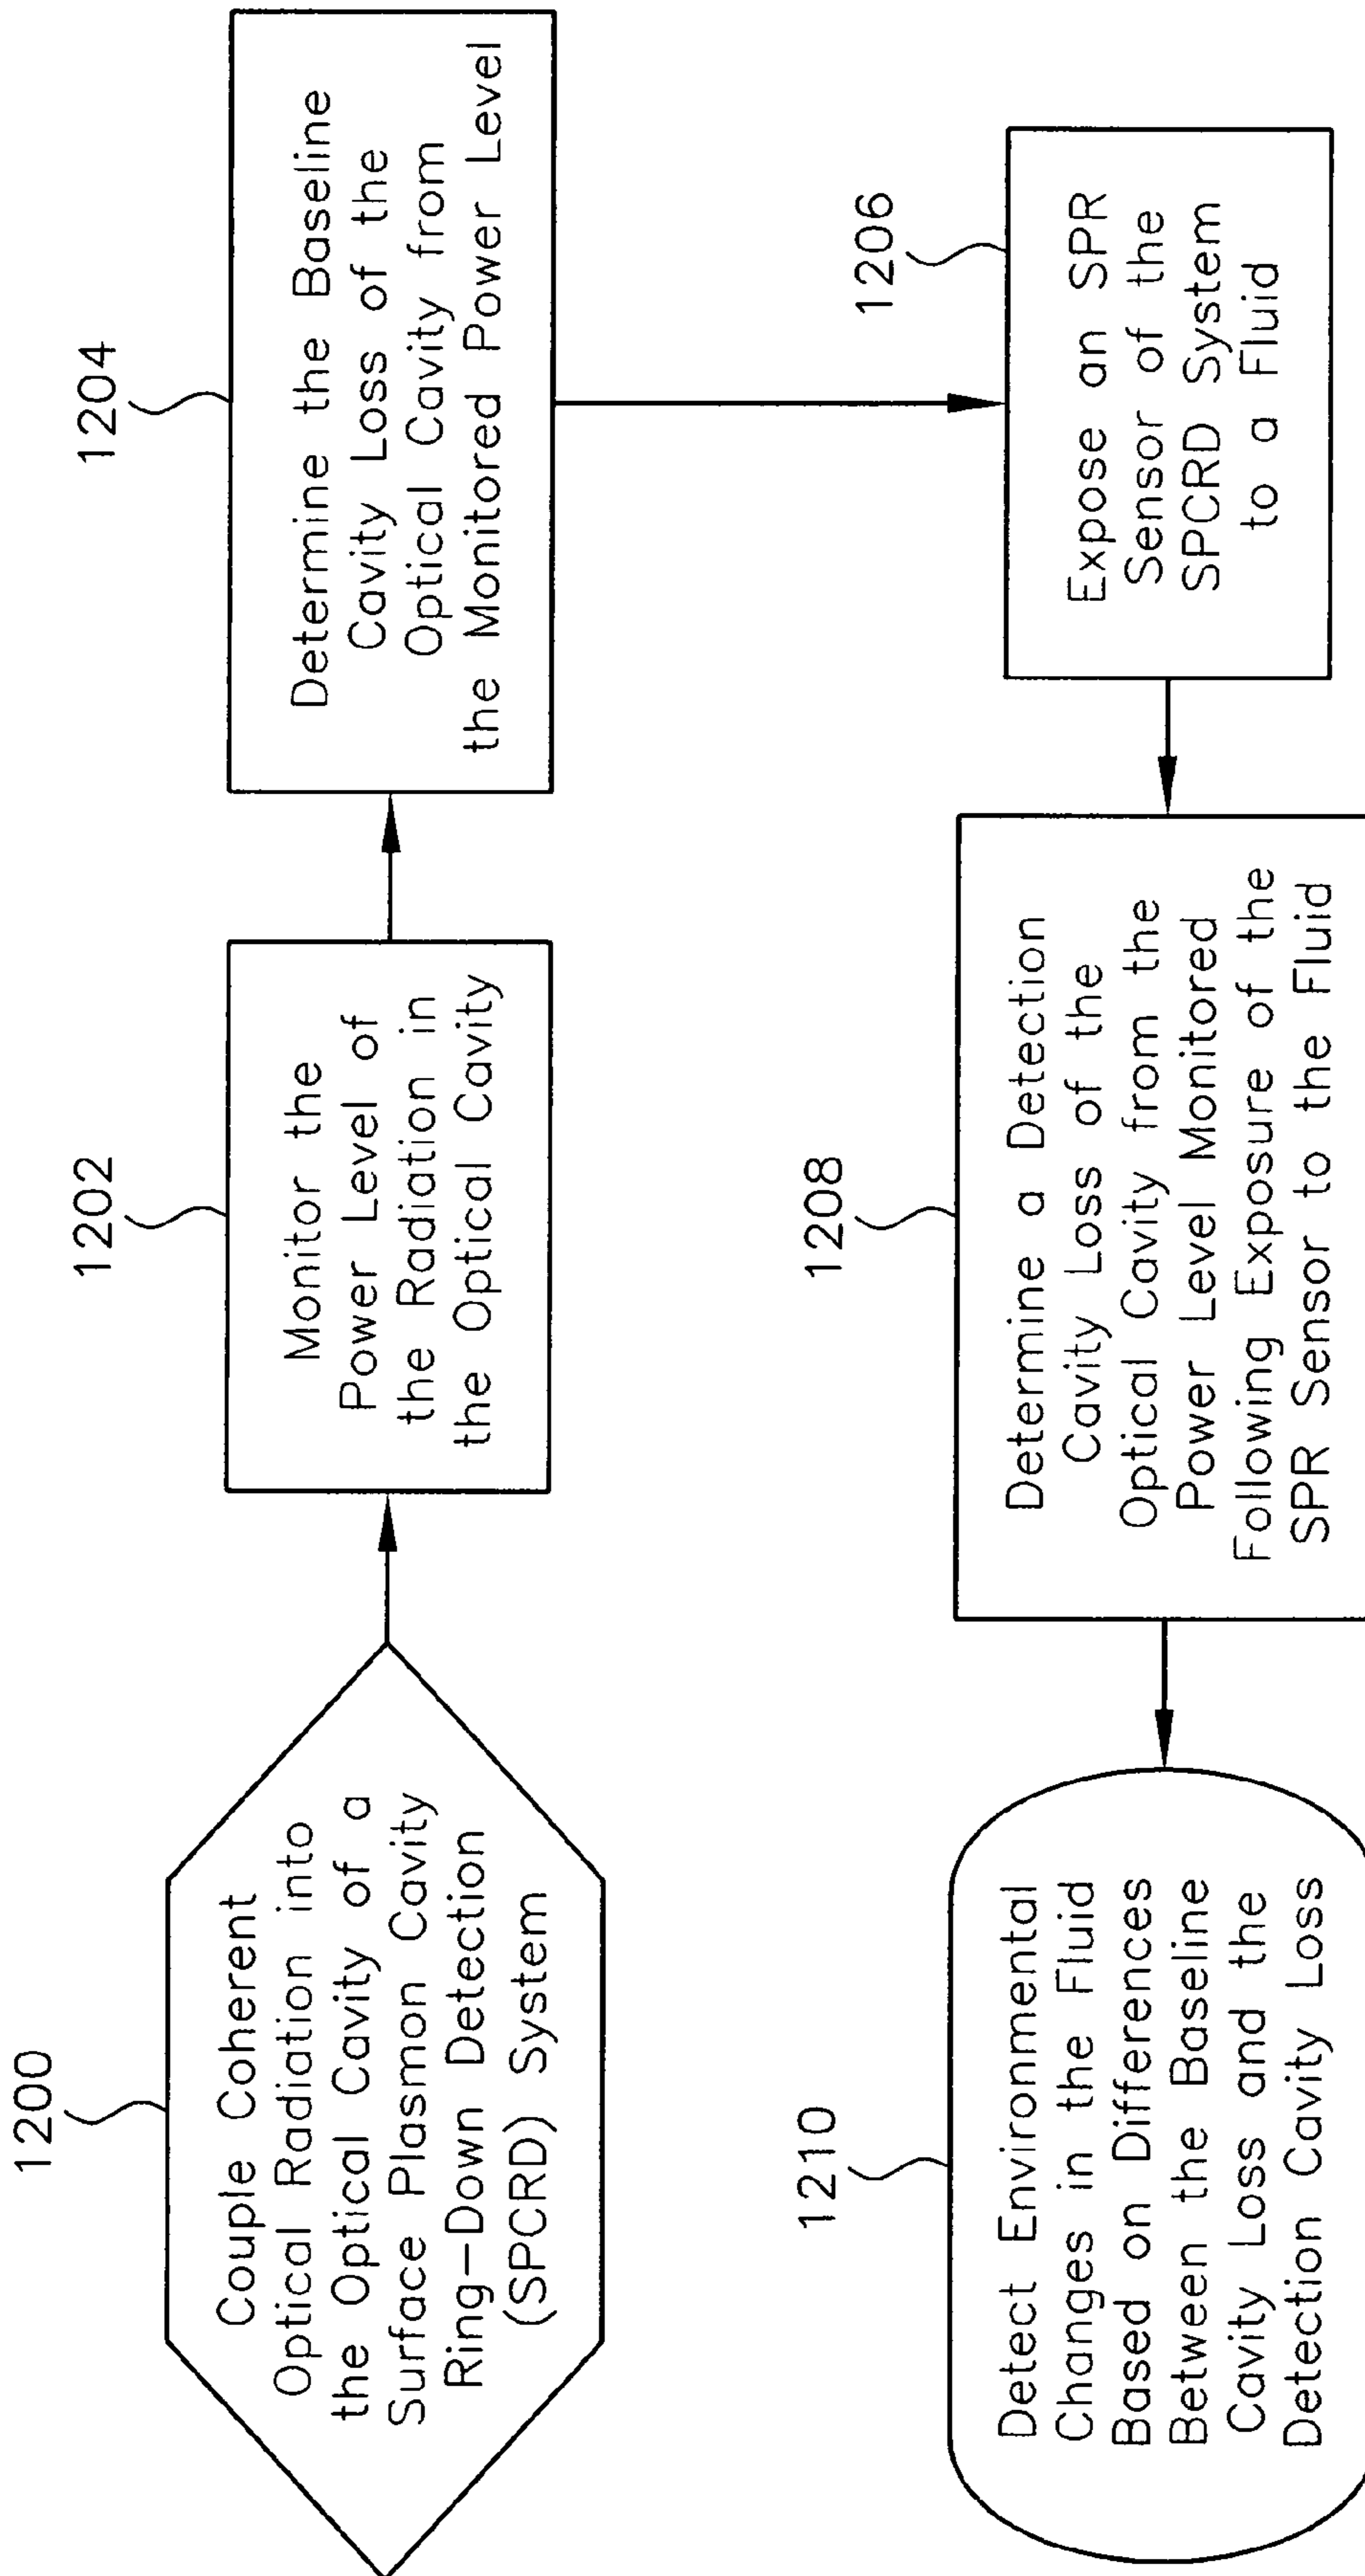 1200
Couple Coherent
Optical Radiation into
the Optical Cavity of a
Surface Plasmon Cavity
Ring-Down Detection
(SPCRD) System
1202
Monitor the
Power Level of
the Radiation in
the Optical Cavity
1204
Determine the Baseline
Cavity Loss of the
Optical Cavity from
the Monitored Power Level
1206
Expose an SPR
Sensor of the
SPCRD System
to a Fluid
1208
Determine a Detection
Cavity Loss of the
Optical Cavity from the
Power Level Monitored
Following Exposure of the
SPR Sensor to the Fluid
1210
Detect Environmental
Changes in the Fluid
Based on Differences
Between the Baseline
Cavity Loss and the
Detection Cavity Loss